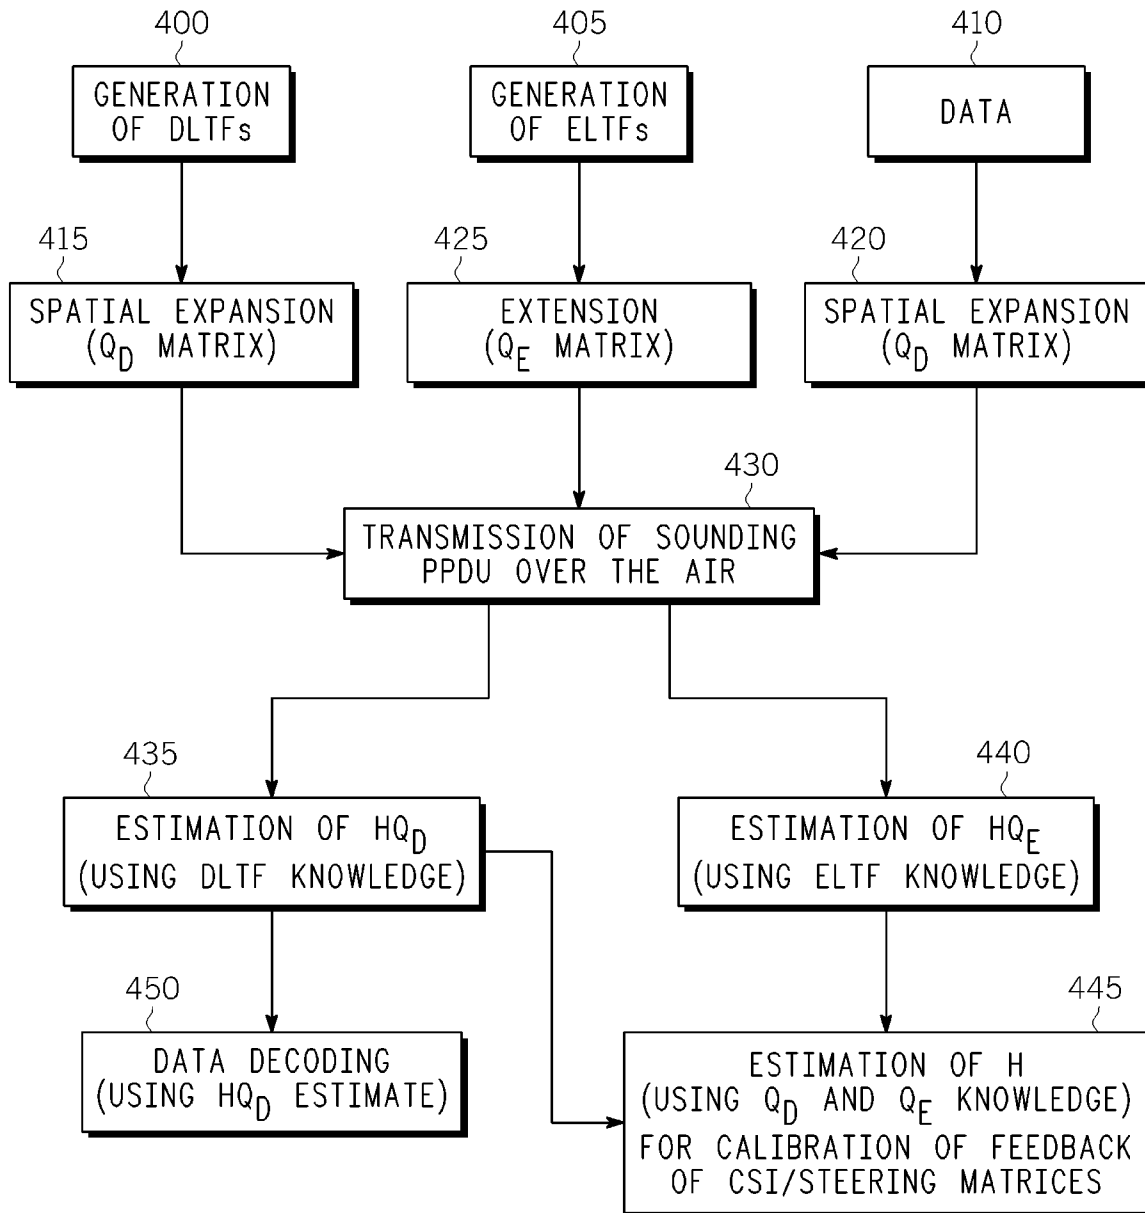 400
GENERATION
OF DLTFs
405
GENERATION
OF ELTFs
410
DATA
415
SPATIAL EXPANSION
(QD MATRIX)
425
EXTENSION
(QE MATRIX)
420
SPATIAL EXPANSION
(QD MATRIX)
430
TRANSMISSION OF SOUNDING
PPDU OVER THE AIR
435
ESTIMATION OF HQD
(USING DLTF KNOWLEDGE)
440
ESTIMATION OF HQE
(USING ELTF KNOWLEDGE)
450
DATA DECODING
(USING HQD ESTIMATE)
445
ESTIMATION OF H
(USING QD AND QE KNOWLEDGE)
FOR CALIBRATION OF FEEDBACK
OF CSI/STEERING MATRICES